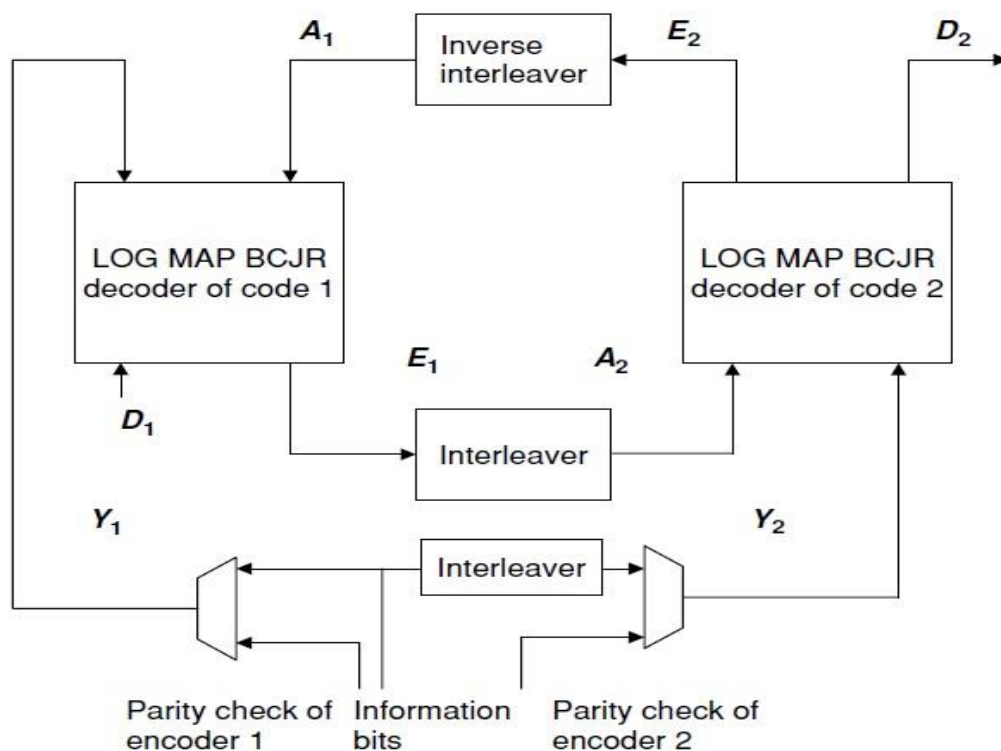 A1
Inverse
interleaver
E2
D2
LOG MAP BCJR
decoder of code 1
LOG MAP BCJR
decoder of code 2
E1
A2
D1
Interleaver
Y1
Y2
Interleaver
Parity check of
encoder 1
Information
bits
Parity check of
encoder 2